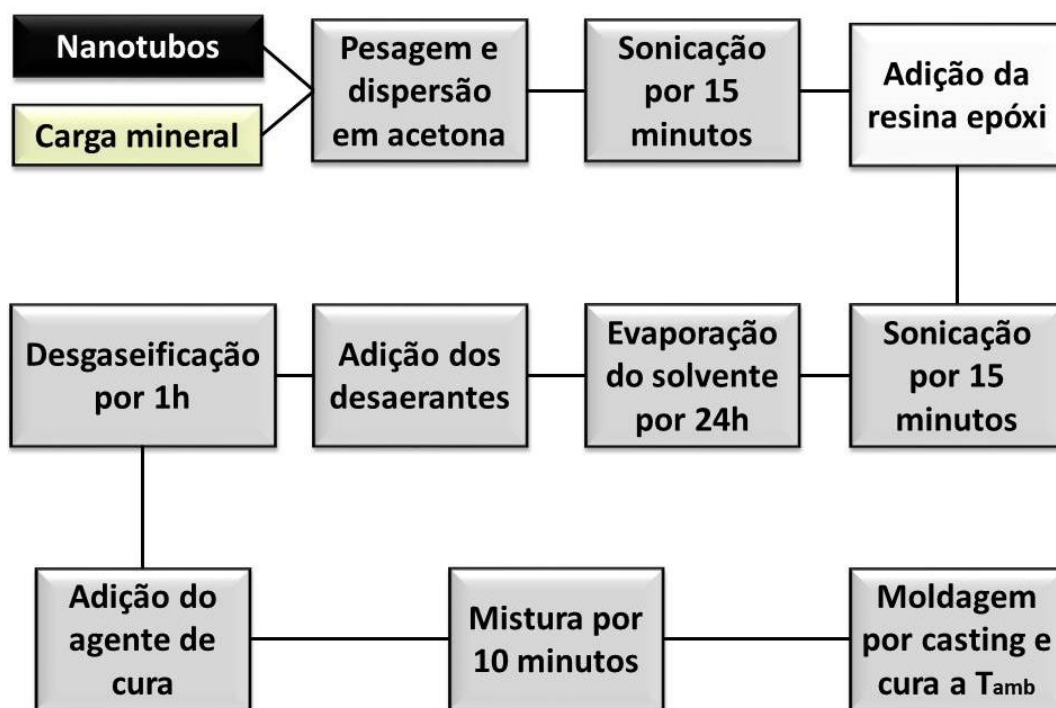 Nanotubos
Carga mineral
Pesagem e
dispersão
em acetona
Sonicação
por 15
minutos
Adição da
resina epóxi
Sonicação
por 15
minutos
Evaporação
do solvente
por 24h
Adição dos
desaerantes
Desgaseificação
por 1h
Adição do
agente de
cura
Mistura por
10 minutos
Moldagem
por casting e
cura a Tamb